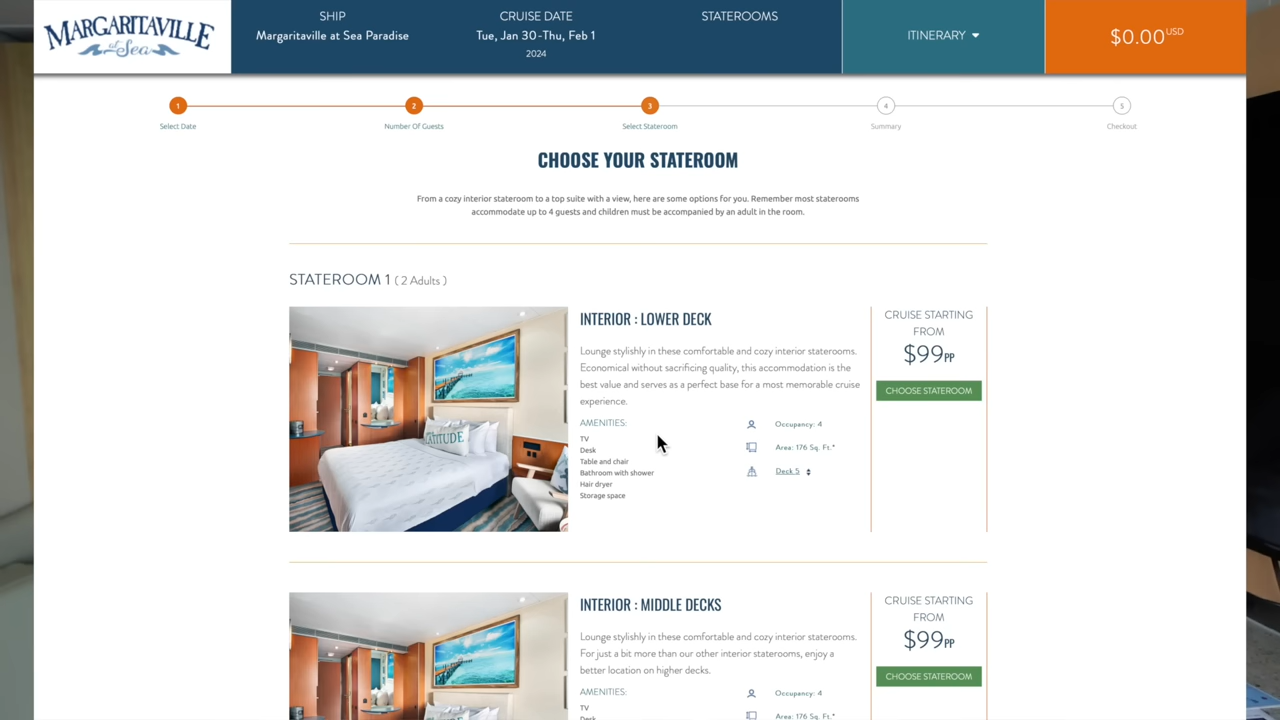 MARGARITAVILLE
at Sea
SHIP
Margaritaville at Sea Paradise
CRUISE DATE
Tue, Jan 30-Thu, Feb 1
2024
STATEROOMS
ITINERARY
$0.00 USD
1
2
3
4
5
Select Date
Number Of Guests
Select Stateroom
Summary
Checkout
CHOOSE YOUR STATEROOM
From a cozy interior stateroom to a top suite with a view, here are some options for you. Remember most staterooms
accommodate up to 4 guests and children must be accompanied by an adult in the room.
STATEROOM 1 ( 2 Adults )
INTERIOR : LOWER DECK
Lounge stylishly in these comfortable and cozy interior staterooms.
Economical without sacrificing quality, this accommodation is the
best value and serves as a perfect base for a most memorable cruise
experience.
AMENITIES:
TV
Desk
Table and chair
Bathroom with shower
Hair dryer
Storage space
Occupancy: 4
Area: 176 Sq. Ft.*
Deck 5
CRUISE STARTING
FROM
$99PP
CHOOSE STATEROOM
INTERIOR : MIDDLE DECKS
Lounge stylishly in these comfortable and cozy interior staterooms.
For just a bit more than our other interior staterooms, enjoy a
better location on higher decks.
AMENITIES:
TV
Desk
Occupancy: 4
Area: 176 Sq. Ft.*
CRUISE STARTING
FROM
$99PP
CHOOSE STATEROOM